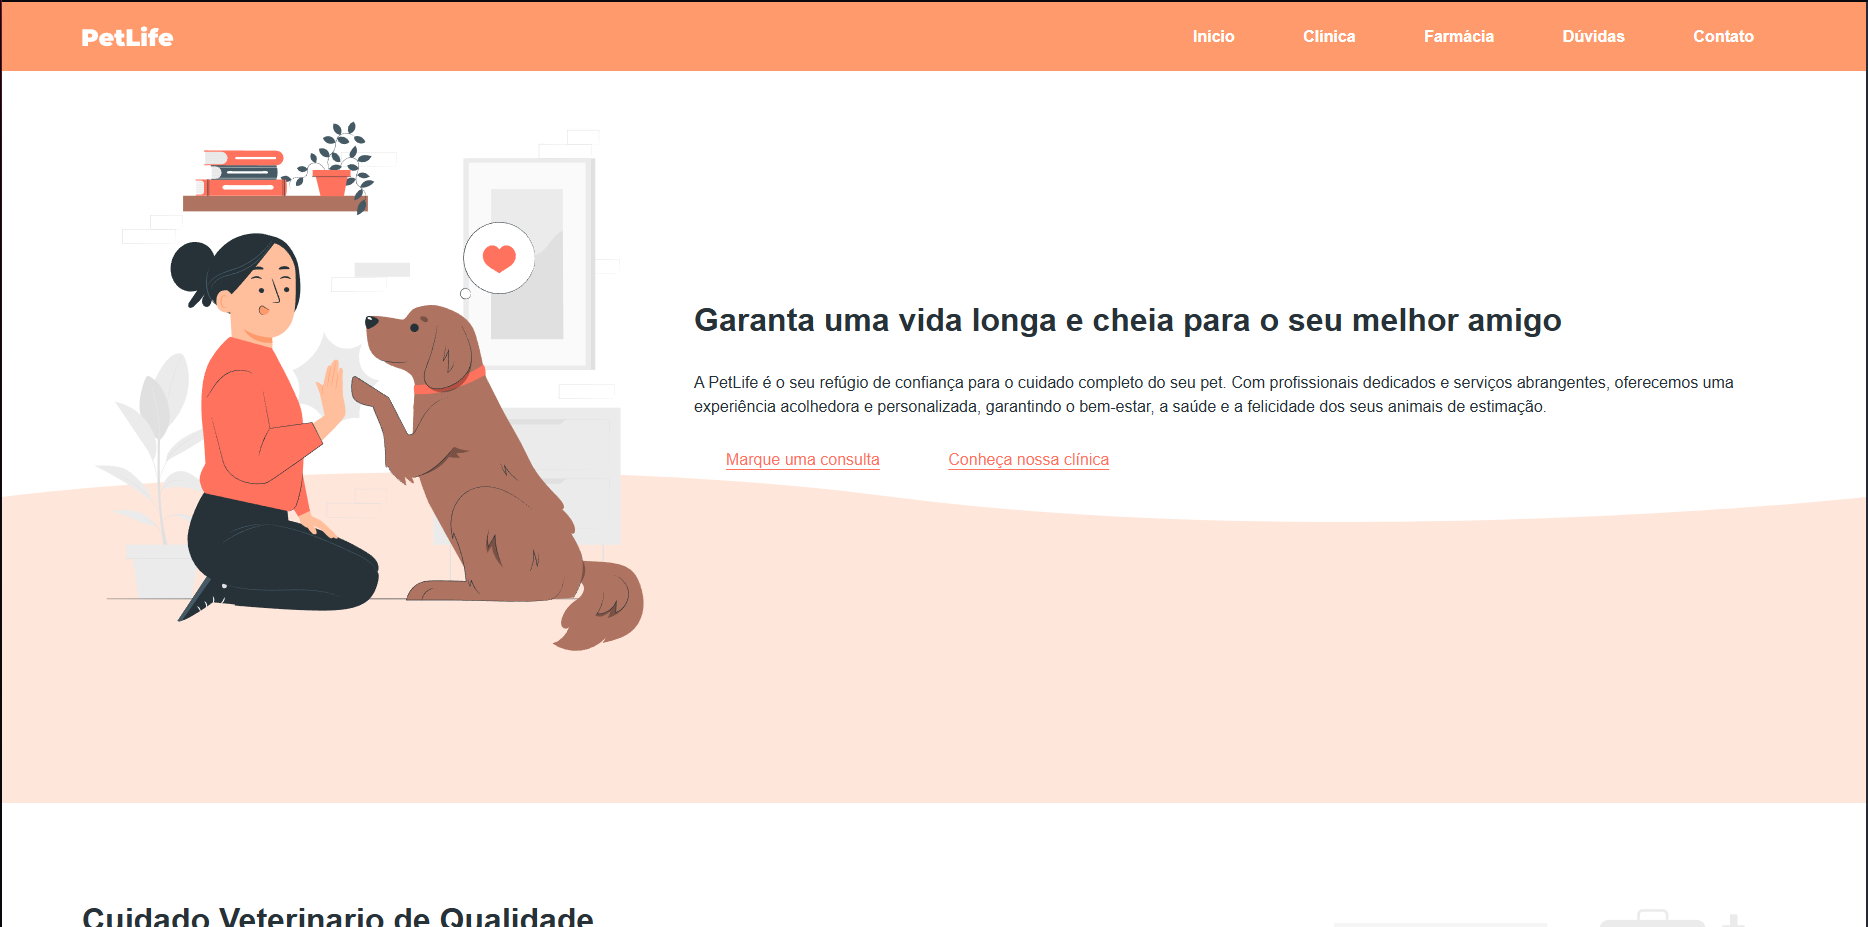 PetLife
Início
Clínica
Farmácia
Dúvidas
Contato
Garanta uma vida longa e cheia para o seu melhor amigo
A PetLife é o seu refúgio de confiança para o cuidado completo do seu pet. Com profissionais dedicados e serviços abrangentes, oferecemos uma
experiência acolhedora e personalizada, garantindo o bem-estar, a saúde e a felicidade dos seus animais de estimação.
Marque uma consulta
Conheça nossa clínica
Cuidado Veterinario de Qualidade